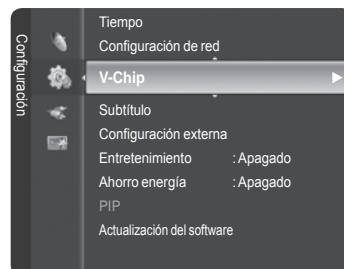 Configuración
Tiempo
Configuración de red
V-Chip
Subtítulo
Configuración externa
Entretenimiento : Apagado
Ahorro energía : Apagado
PIP
Actualización del software